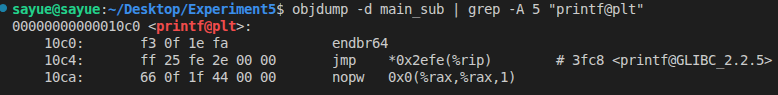 sayue@sayue:~/Desktop/Experiment5$ objdump -d main_sub | grep -A 5 "printf@plt"
00000000000010c0 <printf@plt>:
    10c0:       f3 0f 1e fa             endbr64
    10c4:       ff 25 fe 2e 00 00       jmp    *0x2efe(%rip)        # 3fc8 <printf@GLIBC_2.2.5>
    10ca:       66 0f 1f 44 00 00       nopw   0x0(%rax,%rax,1)